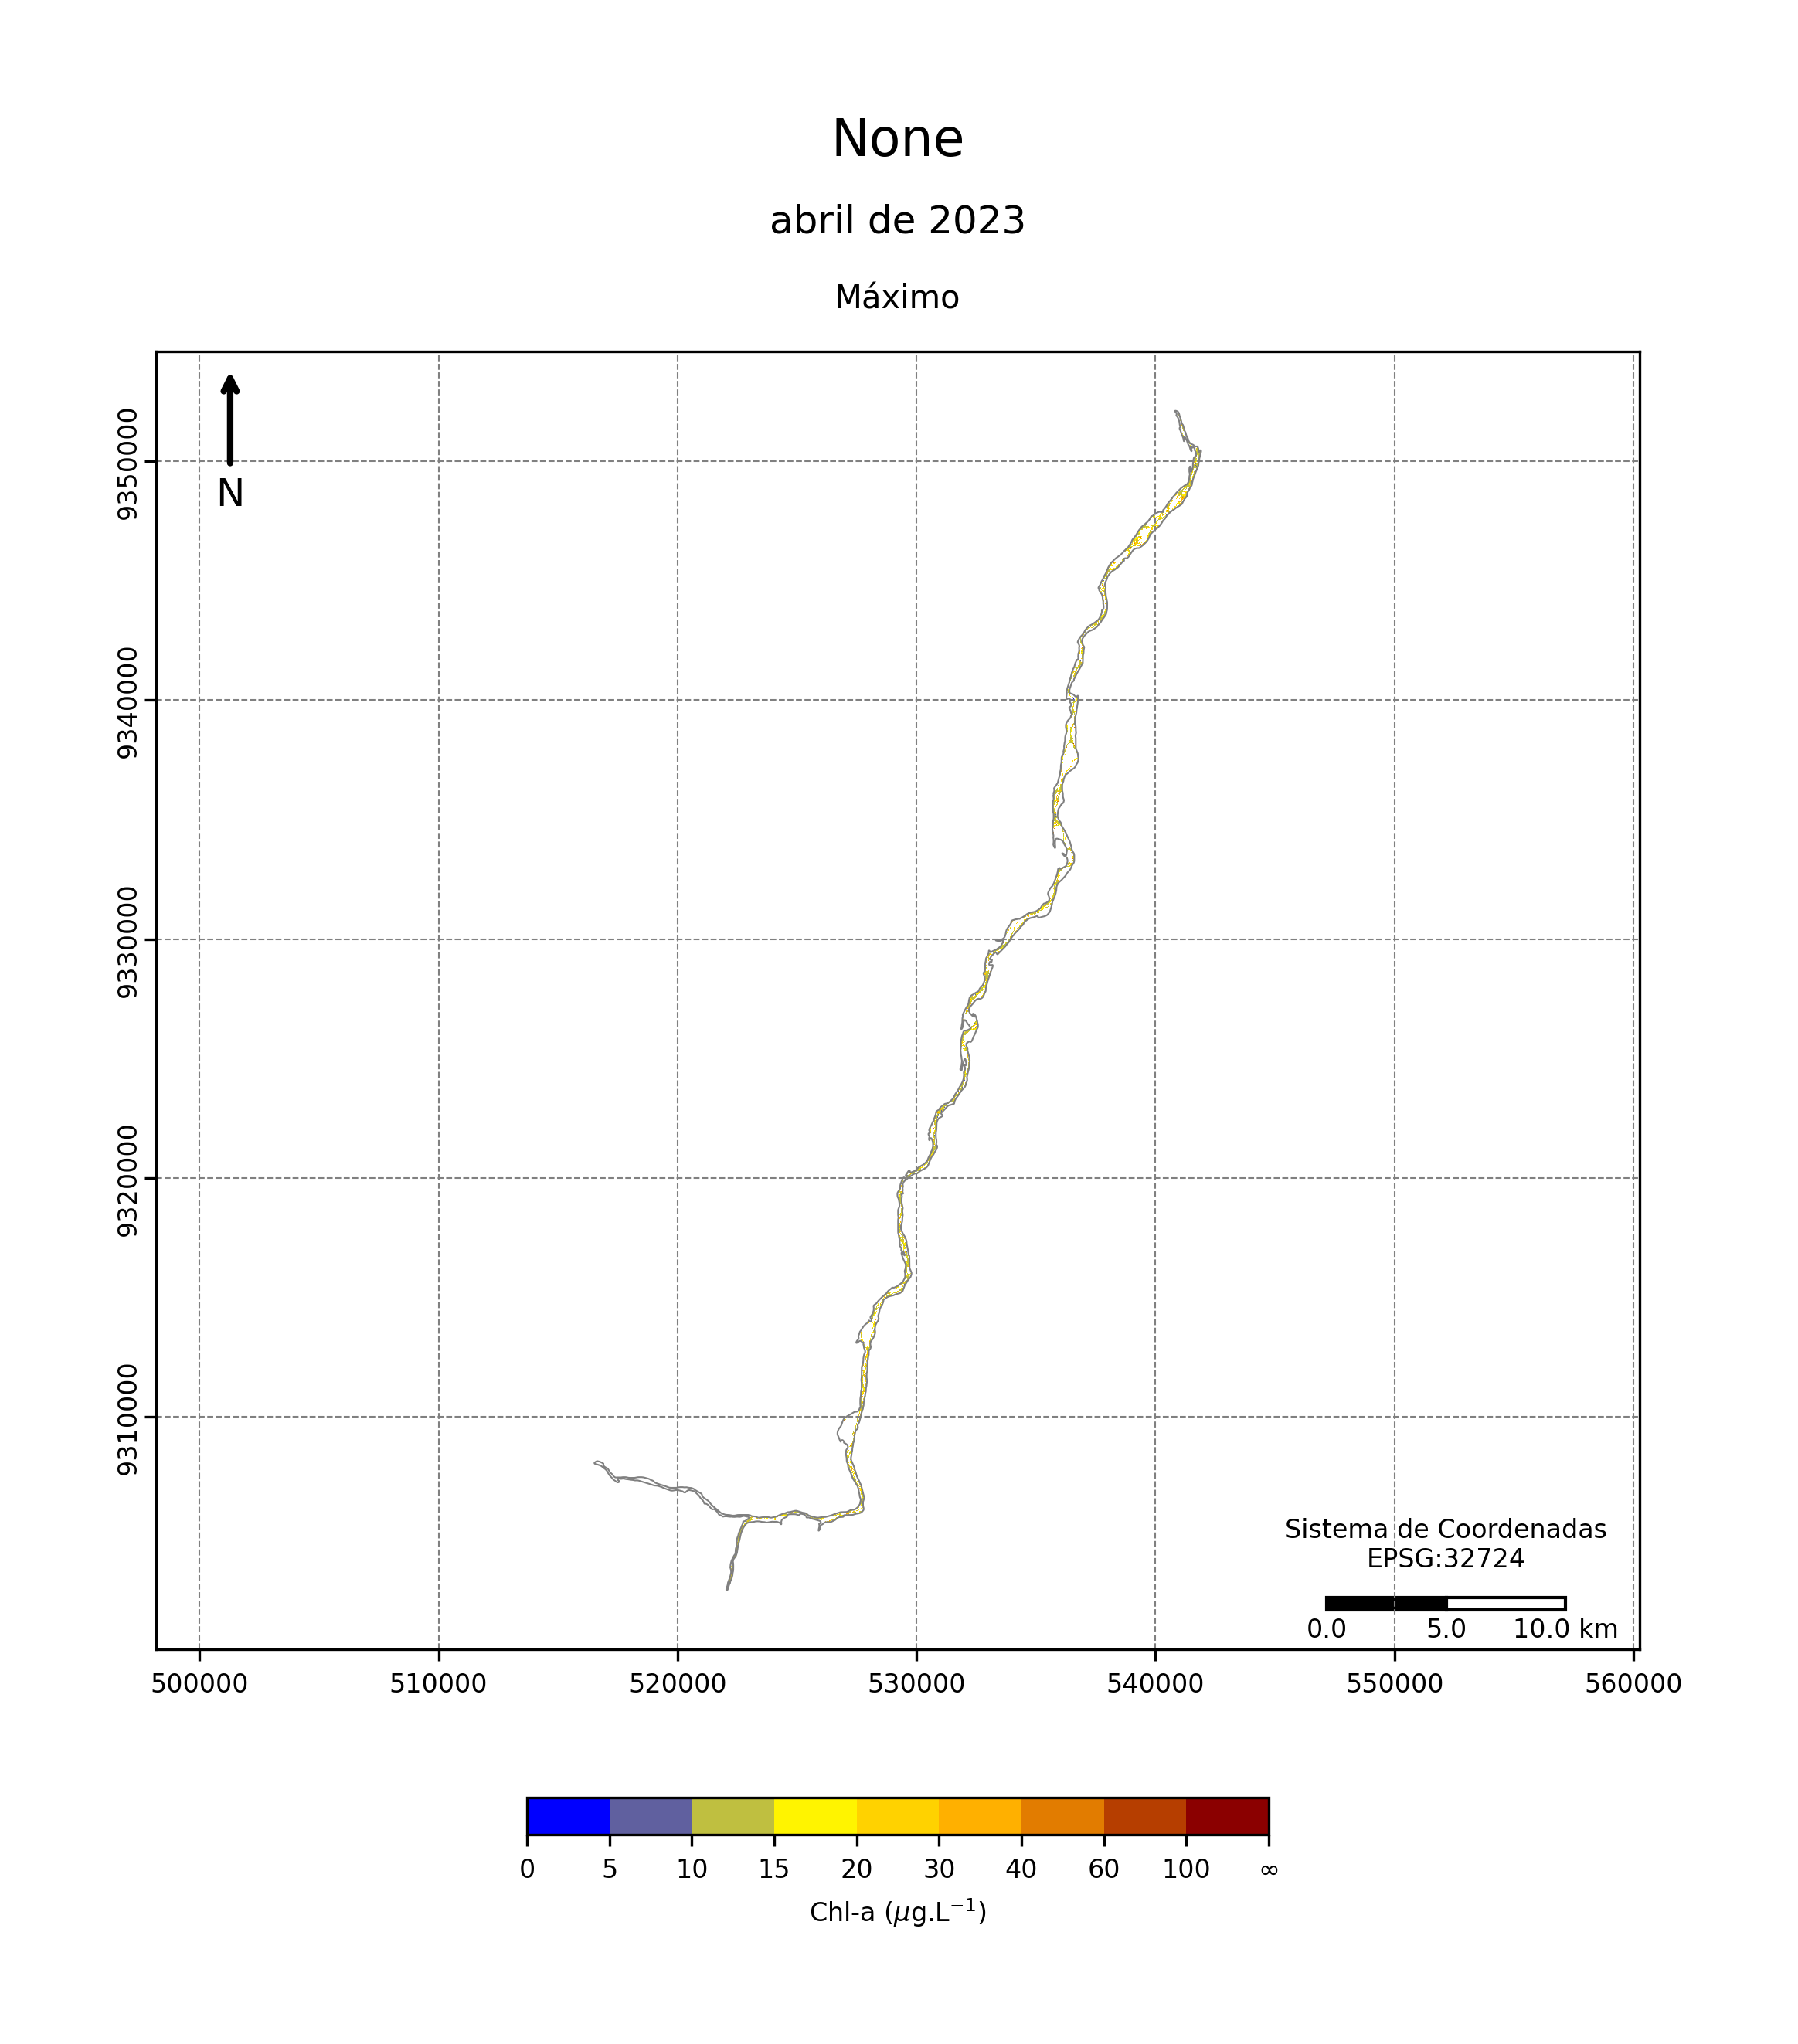 None
abril de 2023
Máximo
N
9350000
9340000
9330000
9320000
9310000
Sistema de Coordenadas
EPSG:32724
0.0 5.0 10.0 km
500000 510000 520000 530000 540000 550000 560000
0 5 10 15 20 30 40 60 100 ∞
Chl-a (μg.L⁻¹)